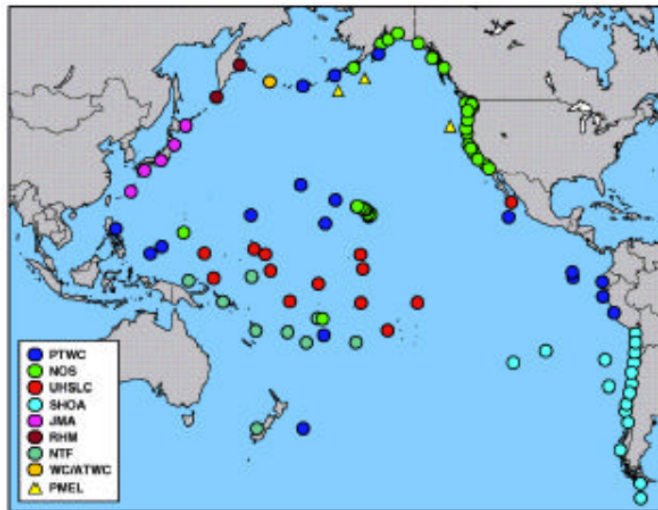 PTWC
NOS
UHSLC
SHOA
JMA
RHM
NTF
WC/ATWC
PMEL